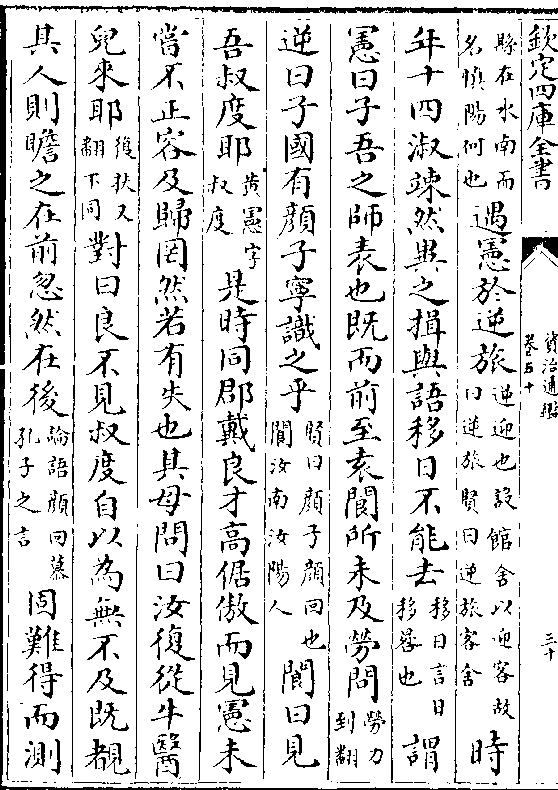 欽定四庫全書
資治通鑑
卷五十
三十
縣在水南而
名慎陽何也
遇憲於逆旅
逆迎也設館舍以迎客故
曰逆旅賢曰逆旅客舍
時
年十四淑竦然異之揖與語移日不能去
移日言日
移晷也
謂
憲曰子吾之師表也既而前至袁閬所未及勞問
勞力
到翻
逆曰子國有顔子寧識之乎
賢曰顔子顔回也
閬汝南汝陽人
閬曰見
吾叔度耶
黄憲字
叔度
是時同郡戴良才高倨傲而見憲未
嘗不正容及歸罔然若有失也其母問曰汝復從牛醫
兒來耶
復扶又
翻下同
對曰良不見叔度自以為無不及既覩
其人則瞻之在前忽然在後
論語顔回慕
孔子之言
固難得而測